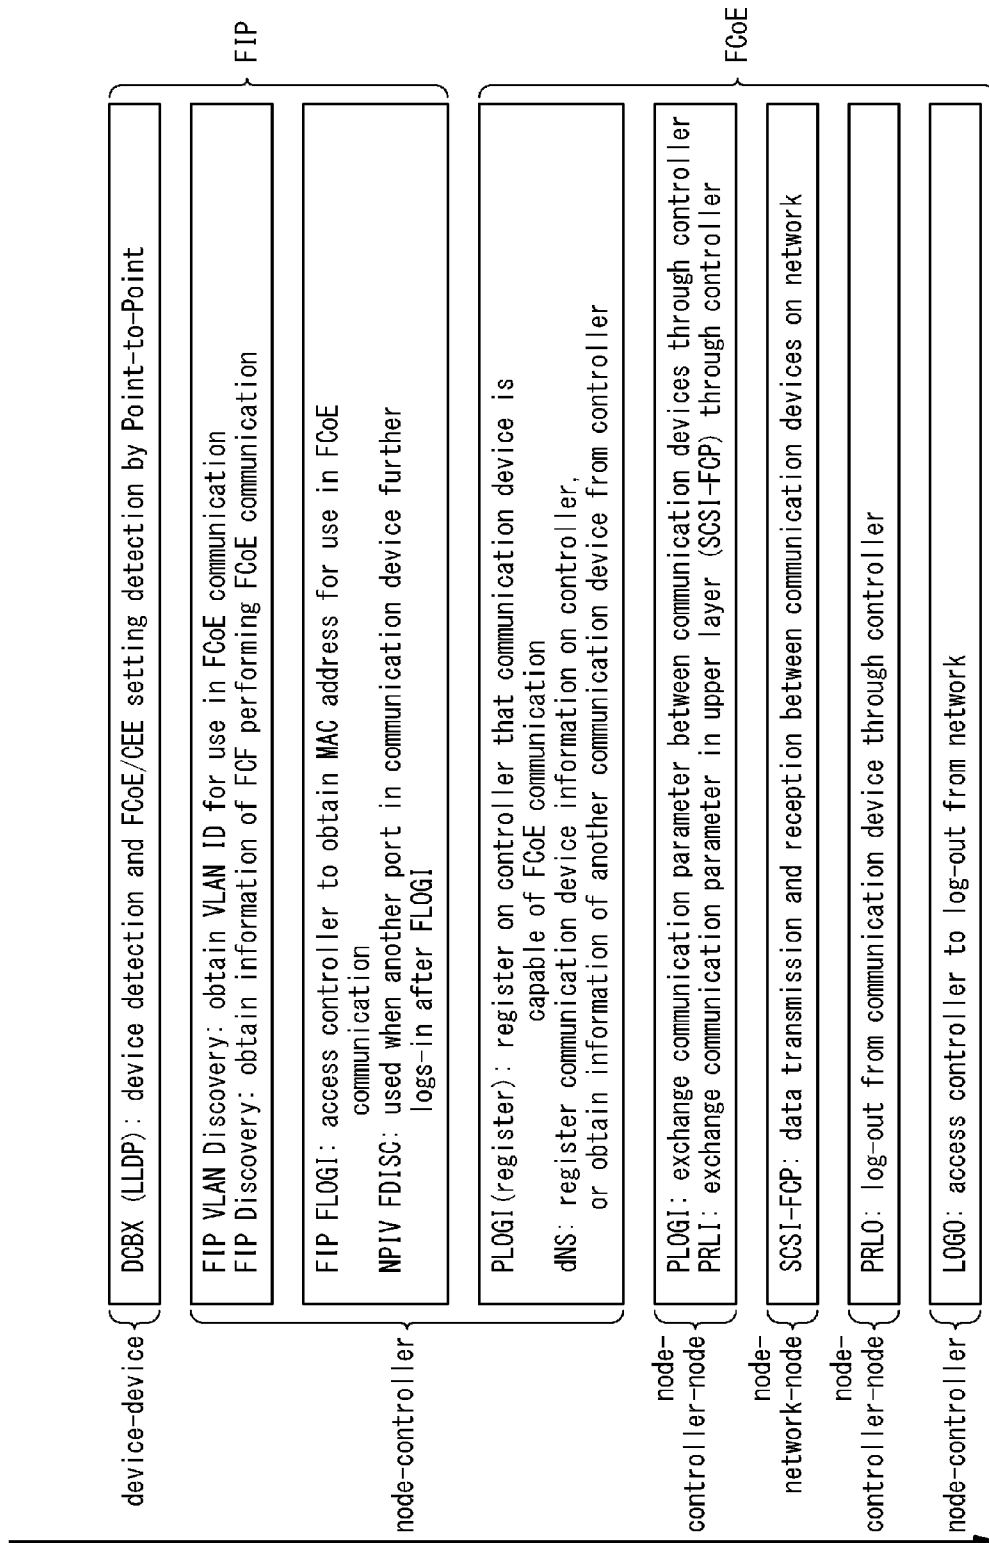 device-device
DCBX (LLDP): device detection and FCoE/CEE setting detection by Point-to-Point
FIP
node-controller
FIP VLAN Discovery: obtain VLAN ID for use in FCoE communication
FIP Discovery: obtain information of FCF performing FCoE communication
FIP FLOGI: access controller to obtain MAC address for use in FCoE
communication
NPIV FDISC: used when another port in communication device further
logs-in after FLOGI
PLOGI(register): register on controller that communication device is
capable of FCoE communication
dNS: register communication device information on controller,
or obtain information of another communication device from controller
FCoE
node-
controller-node
PLOGI: exchange communication parameter between communication devices through controller
PRLI: exchange communication parameter in upper layer (SCSI-FCP) through controller
node-
network-node
SCSI-FCP: data transmission and reception between communication devices on network
node-
controller-node
PRLO: log-out from communication device through controller
node-controller
LOGO: access controller to log-out from network